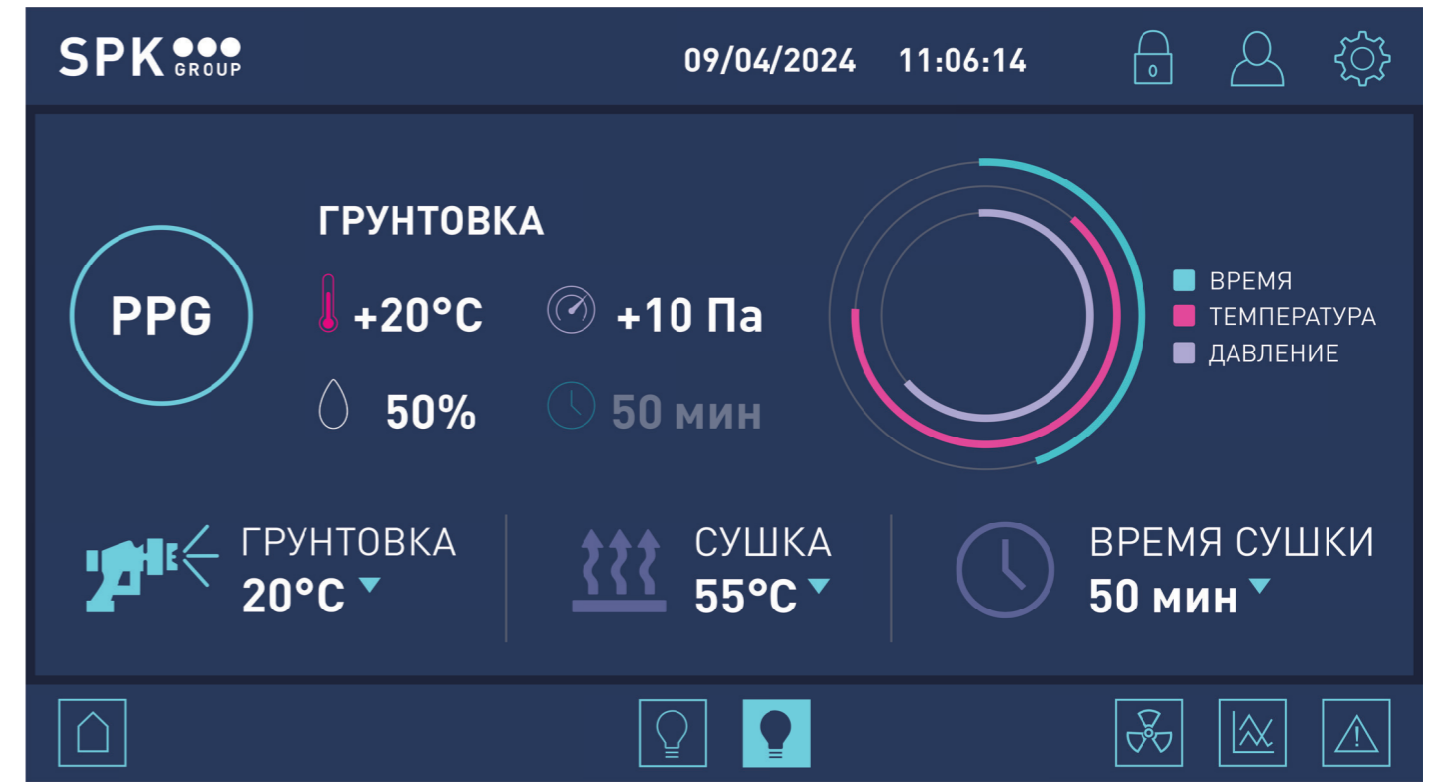 SPK GROUP
09/04/2024 11:06:14
0
PPG
ГРУНТОВКА
+20°C +10 Па
50% 50 мин
ВРЕМЯ
ТЕМПЕРАТУРА
ДАВЛЕНИЕ
ГРУНТОВКА
20°C
СУШКА
55°C
ВРЕМЯ СУШКИ
50 мин